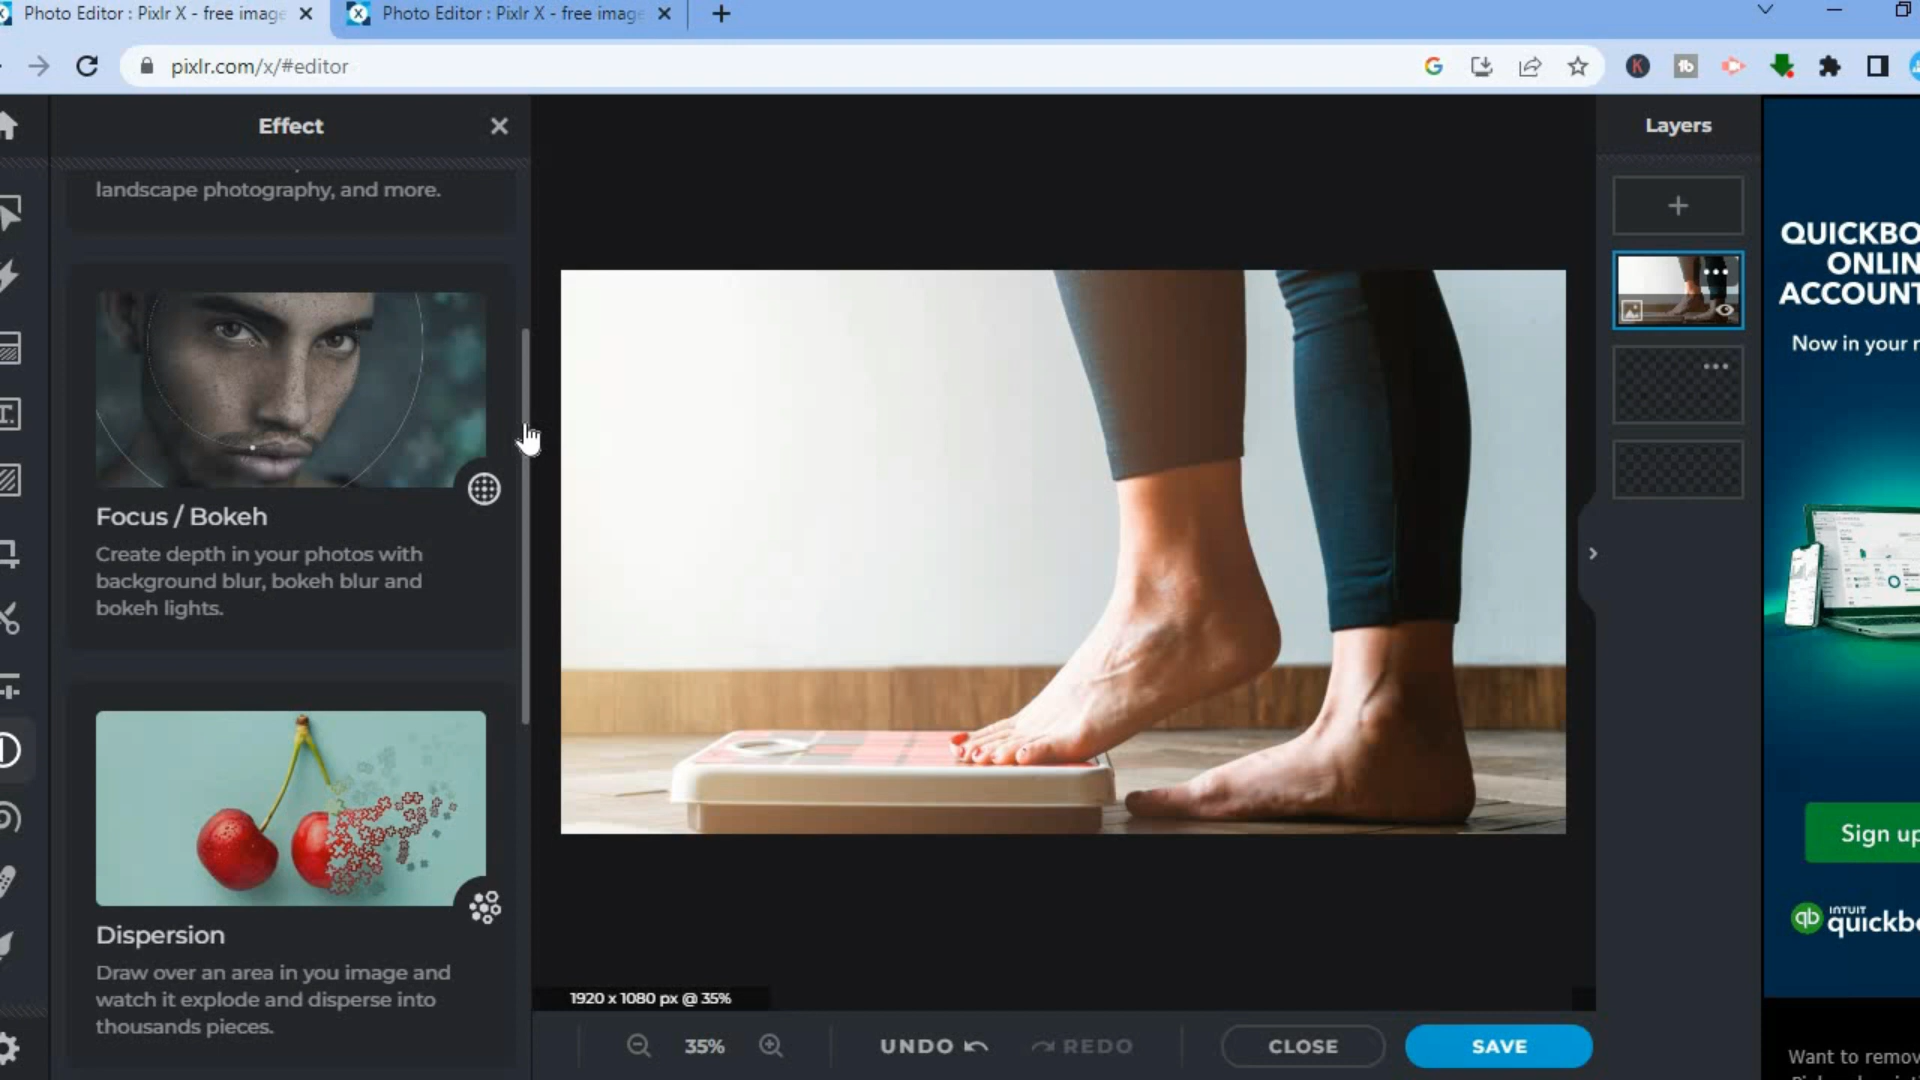 Photo Editor : Pixlr X - free image
Photo Editor : Pixlr X - free image
pixlr.com/x/#editor
Effect
landscape photography, and more.
Focus / Bokeh
Create depth in your photos with
background blur, bokeh blur and
bokeh lights.
Dispersion
Draw over an area in you image and
watch it explode and disperse into
thousands pieces.
1920 x 1080 px @ 35%
35%
UNDO
REDO
CLOSE
SAVE
Layers
QUICKBO
ONLIN
ACCOUNT
Now in your r
Sign up
qb
INTUIT
quickbo
Want to remov